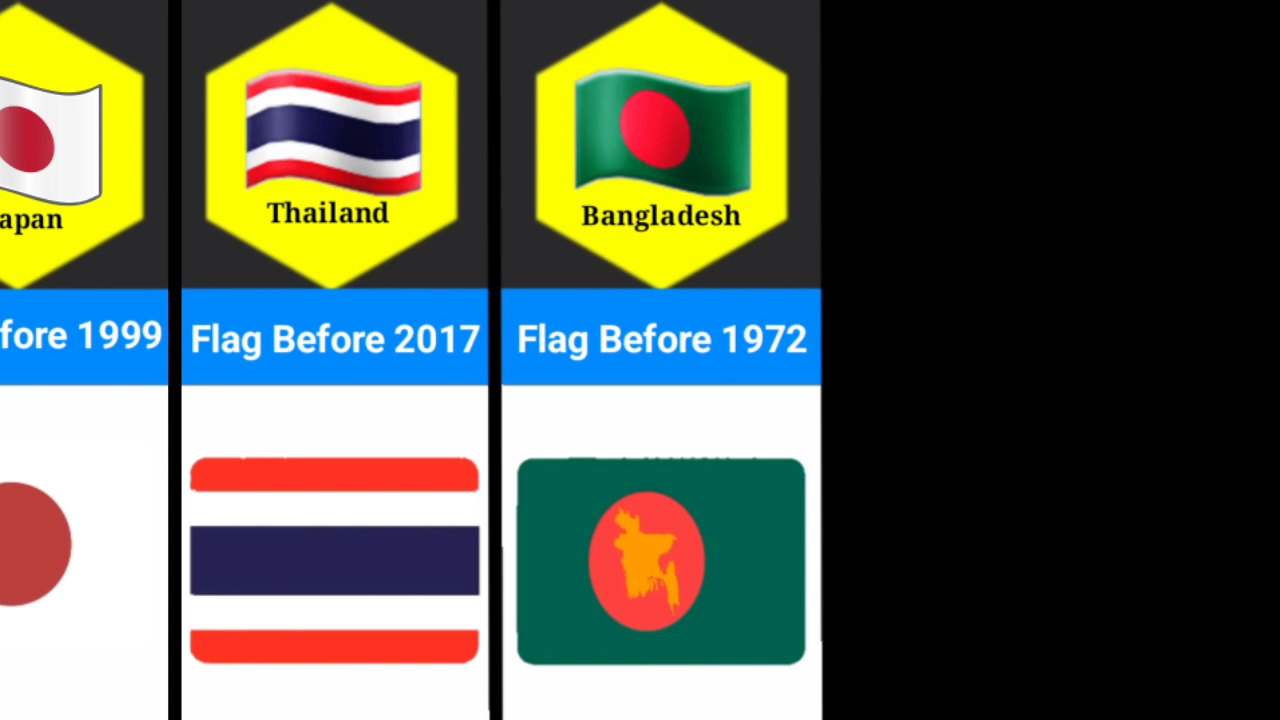 apan
Thailand
Bangladesh
fore 1999
Flag Before 2017
Flag Before 1972